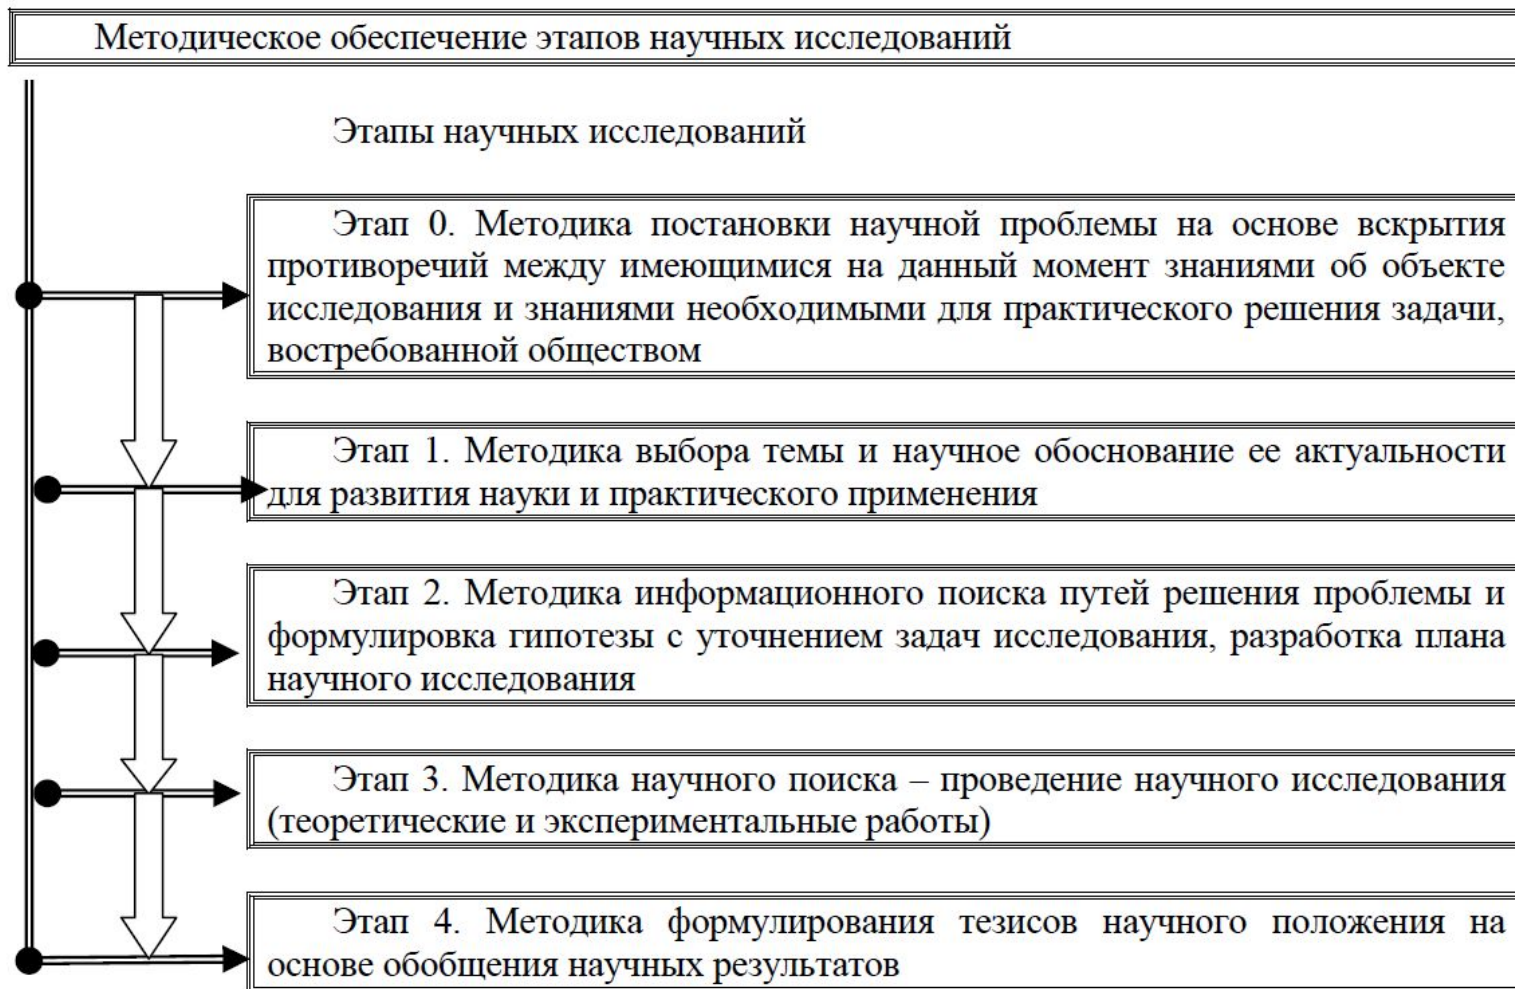 Методическое обеспечение этапов научных исследований
Этапы научных исследований
Этап 0. Методика постановки научной проблемы на основе вскрытия
противоречий между имеющимися на данный момент знаниями об объекте
исследования и знаниями необходимыми для практического решения задачи,
востребованной обществом
Этап 1. Методика выбора темы и научное обоснование ее актуальности
для развития науки и практического применения
Этап 2. Методика информационного поиска путей решения проблемы и
формулировка гипотезы с уточнением задач исследования, разработка плана
научного исследования
Этап 3. Методика научного поиска – проведение научного исследования
(теоретические и экспериментальные работы)
Этап 4. Методика формулирования тезисов научного положения на
основе обобщения научных результатов